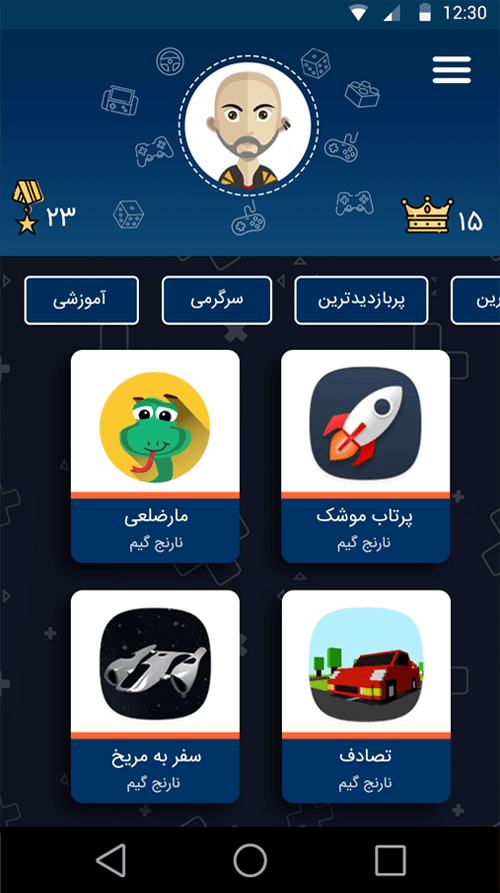 12:30
۱۵
۲۳
پربازدیدترین
سرگرمی
آموزشی
پرتاب موشک
نارنج گیم
مارضلعی
نارنج گیم
تصادف
نارنج گیم
سفر به مریخ
نارنج گیم